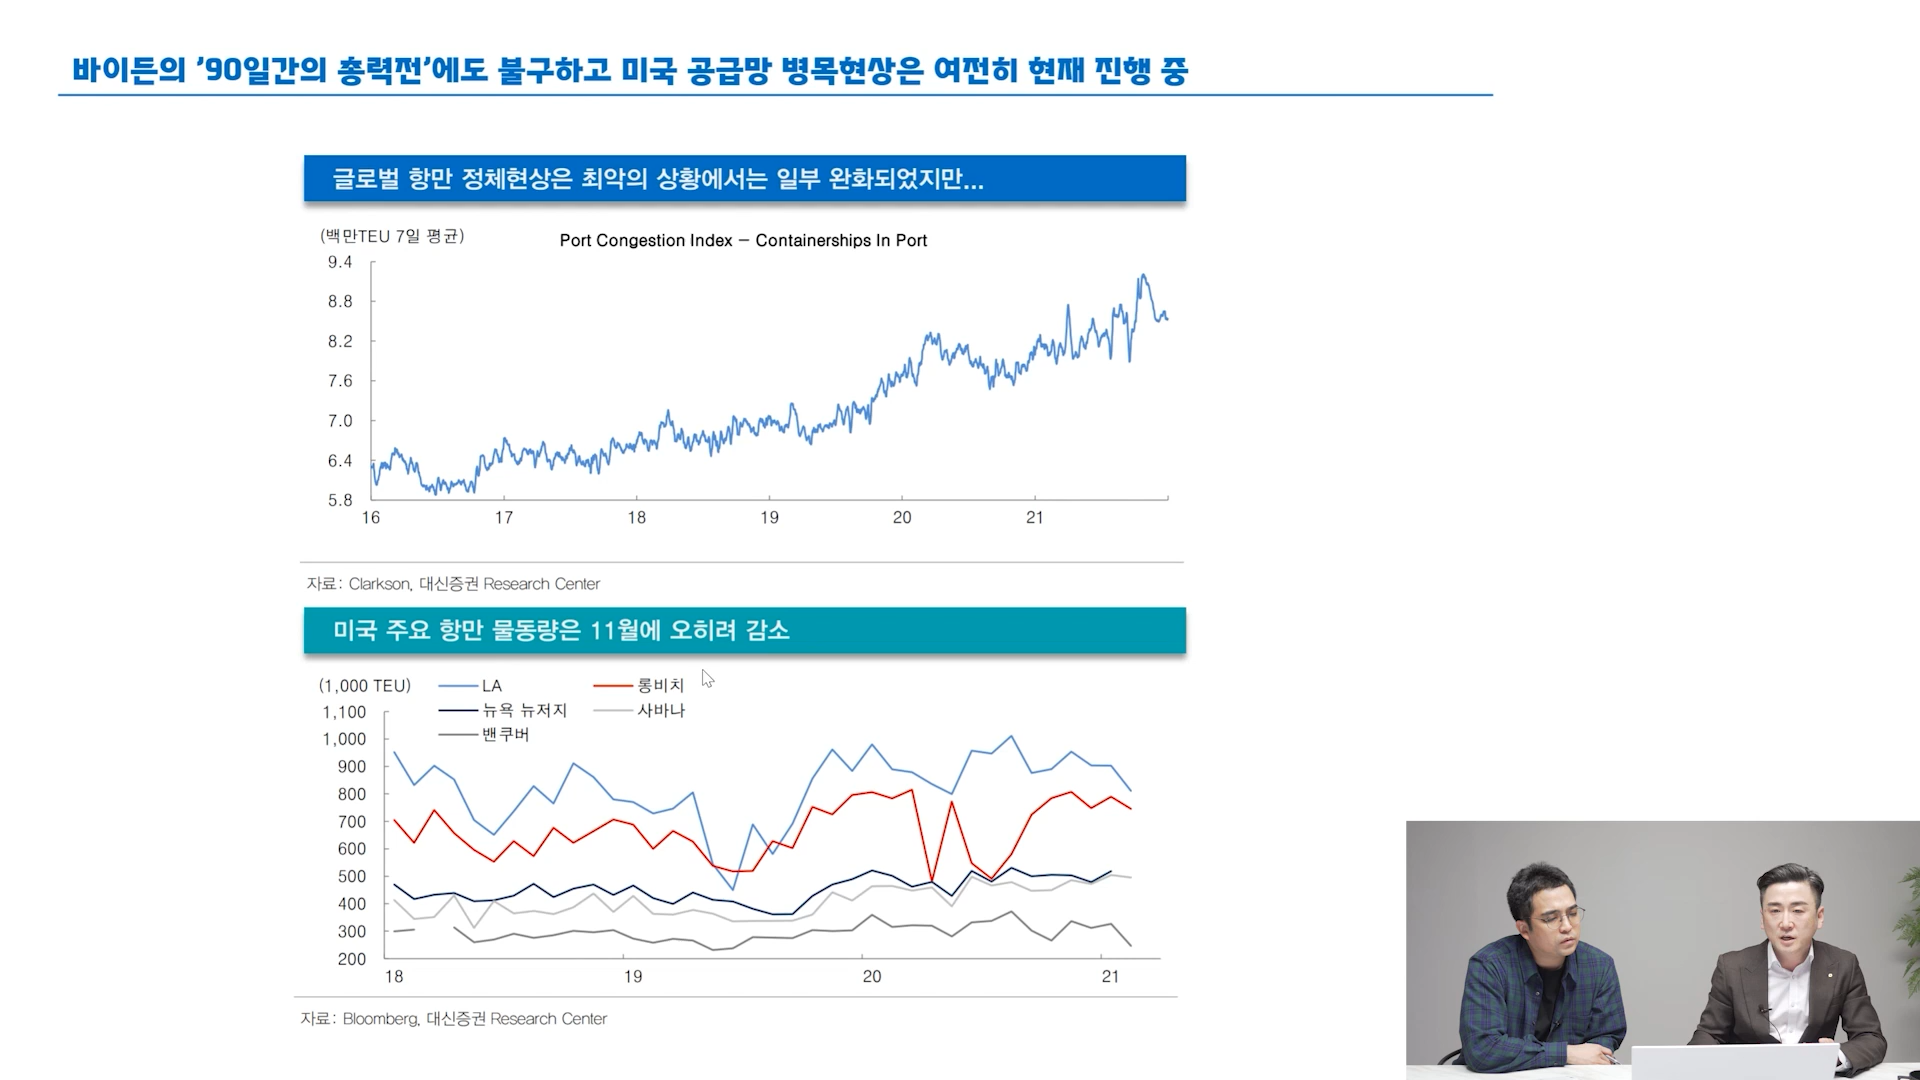 바이든의 '90일간의 총력전'에도 불구하고 미국 공급망 병목현상은 여전히 현재 진행 중
글로벌 항만 정체현상은 최악의 상황에서는 일부 완화되었지만...
(백만TEU 7일 평균)
Port Congestion Index – Containerships In Port
9.4
8.8
8.2
7.6
7.0
6.4
5.8
16 17 18 19 20 21
자료: Clarkson, 대신증권 Research Center
미국 주요 항만 물동량은 11월에 오히려 감소
(1,000 TEU)
LA 롱비치
뉴욕 뉴저지 사바나
밴쿠버
1,100
1,000
900
800
700
600
500
400
300
200
18 19 20 21
자료: Bloomberg, 대신증권 Research Center